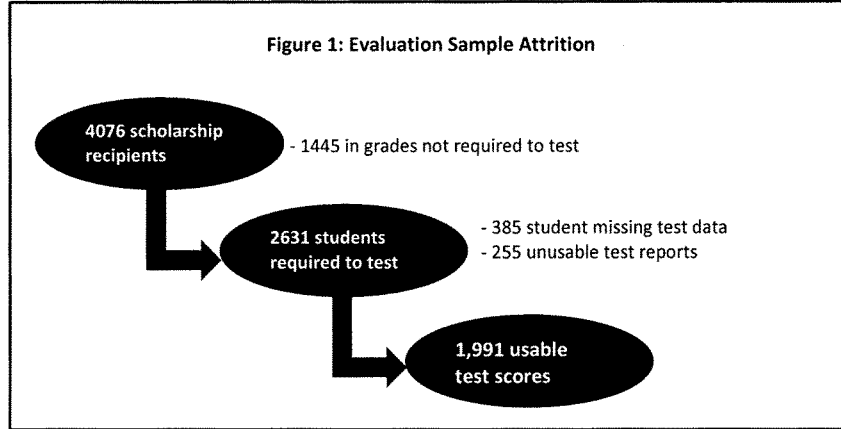 Figure 1: Evaluation Sample Attrition
4076 scholarship
recipients
- 1445 in grades not required to test
2631 students
required to test
- 385 student missing test data
- 255 unusable test reports
1,991 usable
test scores